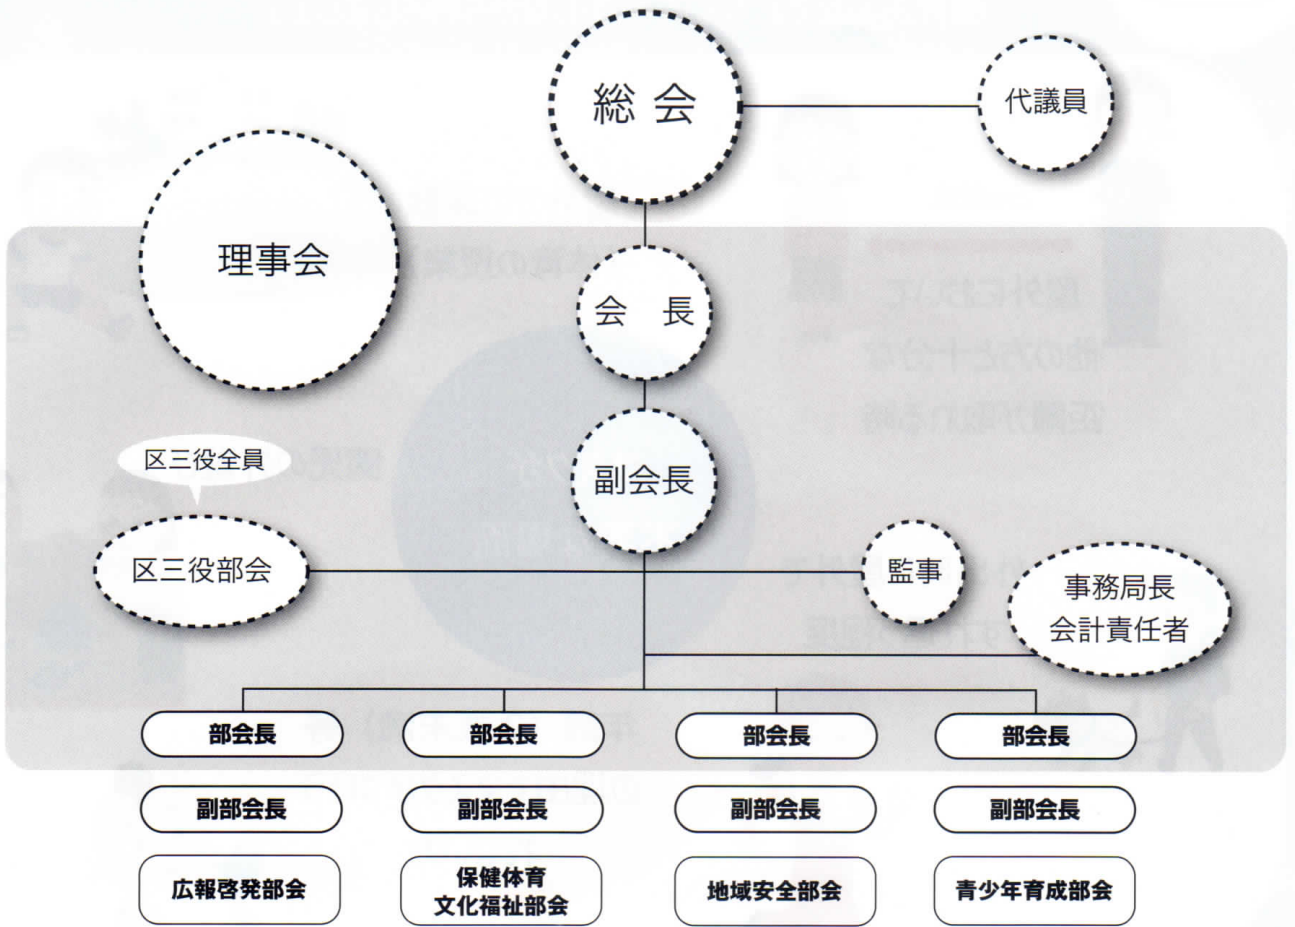 総会
代議員
理事会
会　長
副会長
区三役全員
区三役部会
監事
事務局長
会計責任者
部会長
部会長
部会長
部会長
副部会長
副部会長
副部会長
副部会長
広報啓発部会
保健体育
文化福祉部会
地域安全部会
青少年育成部会